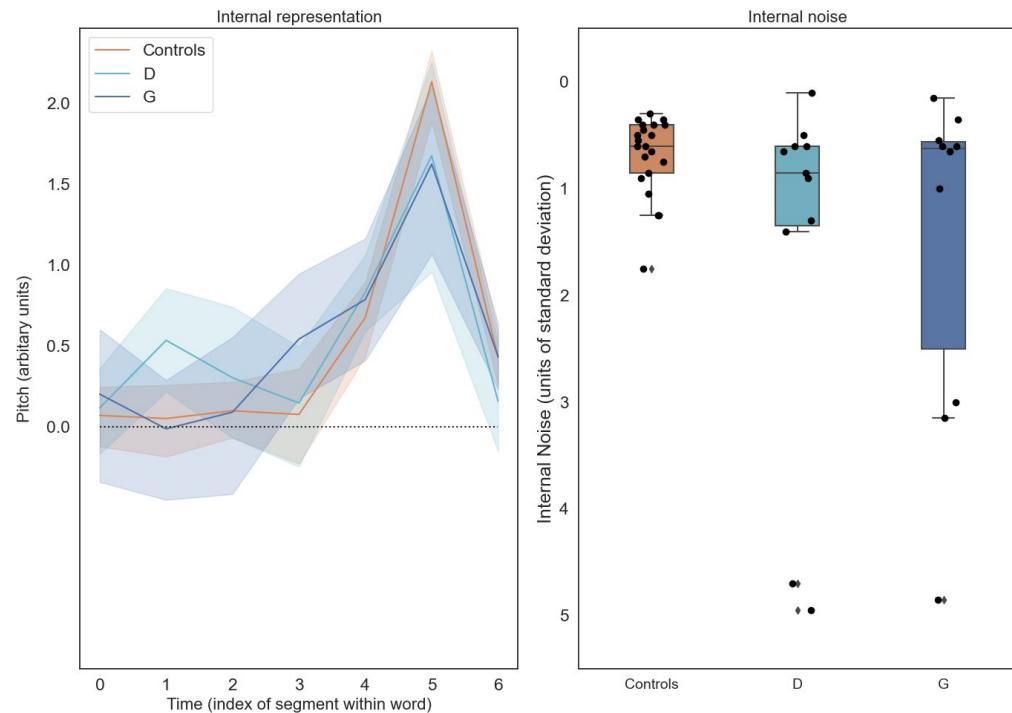 Internal representation
Controls
D
G
2.0
1.5
1.0
0.5
0.0
Pitch (arbitary units)
0 1 2 3 4 5 6
Time (index of segment within word)
Internal noise
0
1
2
3
4
5
Internal Noise (units of standard deviation)
Controls D G